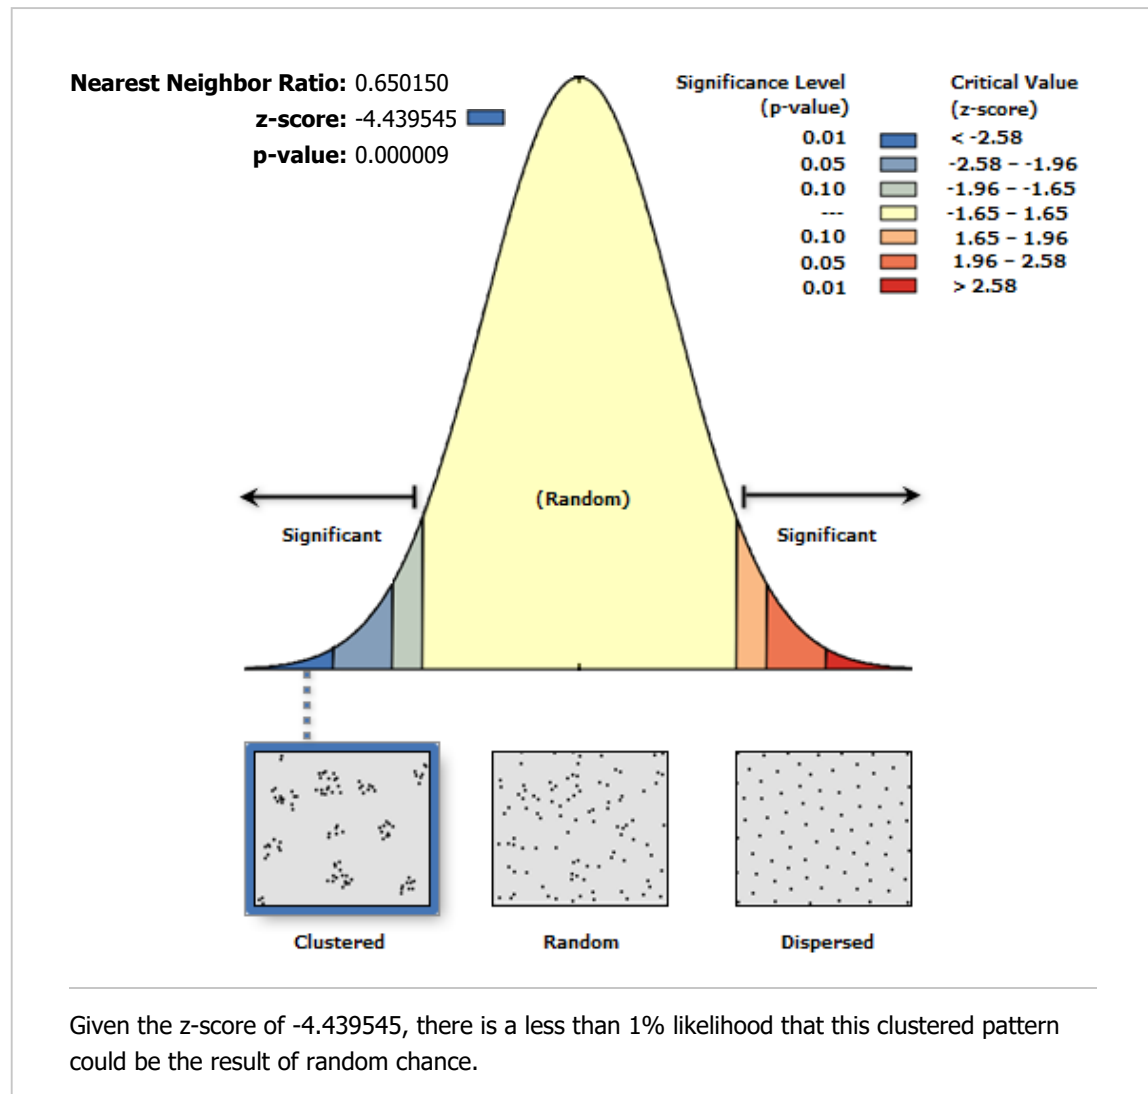 Nearest Neighbor Ratio: 0.650150
z-score: -4.439545
p-value: 0.000009
Significance Level
(p-value)
Critical Value
(z-score)
0.01 < -2.58
0.05 -2.58 – -1.96
0.10 -1.96 – -1.65
--- -1.65 – 1.65
0.10 1.65 – 1.96
0.05 1.96 – 2.58
0.01 > 2.58
(Random)
Significant
Significant
Clustered
Random
Dispersed
Given the z-score of -4.439545, there is a less than 1% likelihood that this clustered pattern
could be the result of random chance.